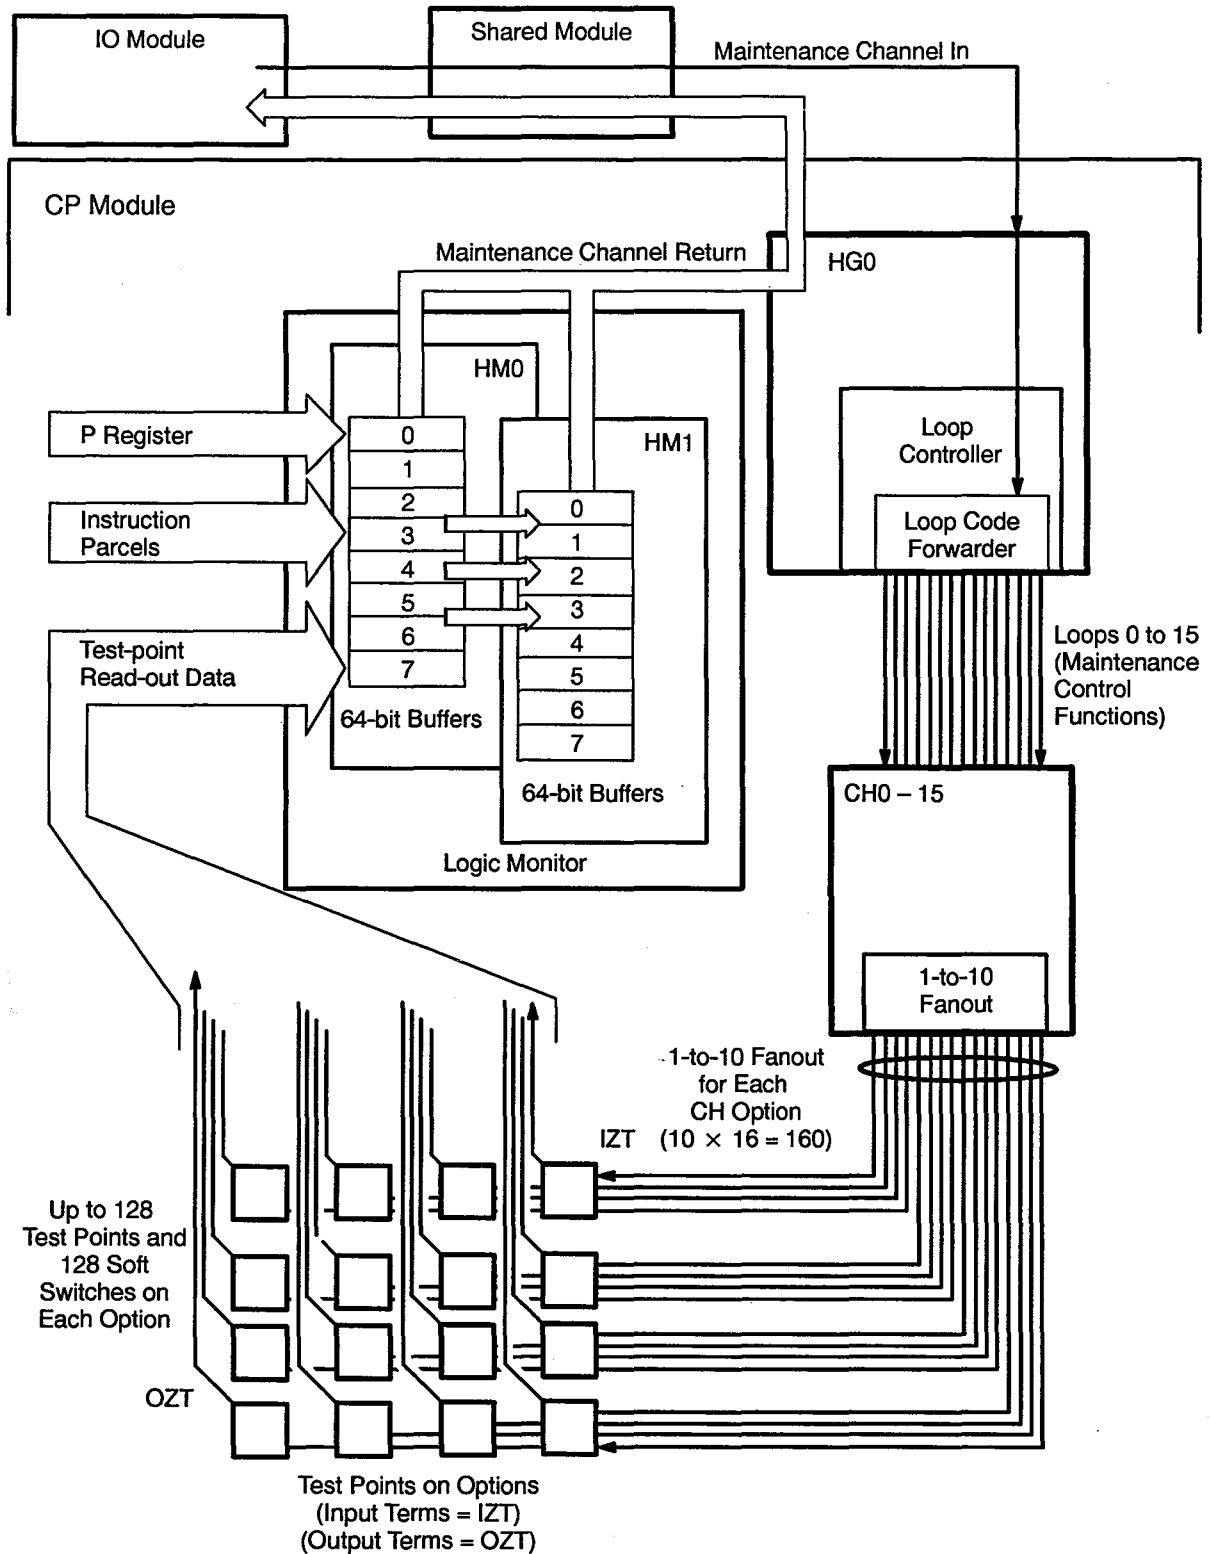 IO Module
Shared Module
Maintenance Channel In
CP Module
Maintenance Channel Return
HG0
HM0
P Register
0
1
2
3
4
5
6
7
HM1
Loop
Controller
Instruction
Parcels
0
1
2
3
4
5
6
7
Loop Code
Forwarder
Test-point
Read-out Data
Loops 0 to 15
(Maintenance
Control
Functions)
64-bit Buffers
64-bit Buffers
CH0 – 15
Logic Monitor
1-to-10
Fanout
1-to-10 Fanout
for Each
CH Option
(10 × 16 = 160)
IZT
Up to 128
Test Points and
128 Soft
Switches on
Each Option
OZT
Test Points on Options
(Input Terms = IZT)
(Output Terms = OZT)